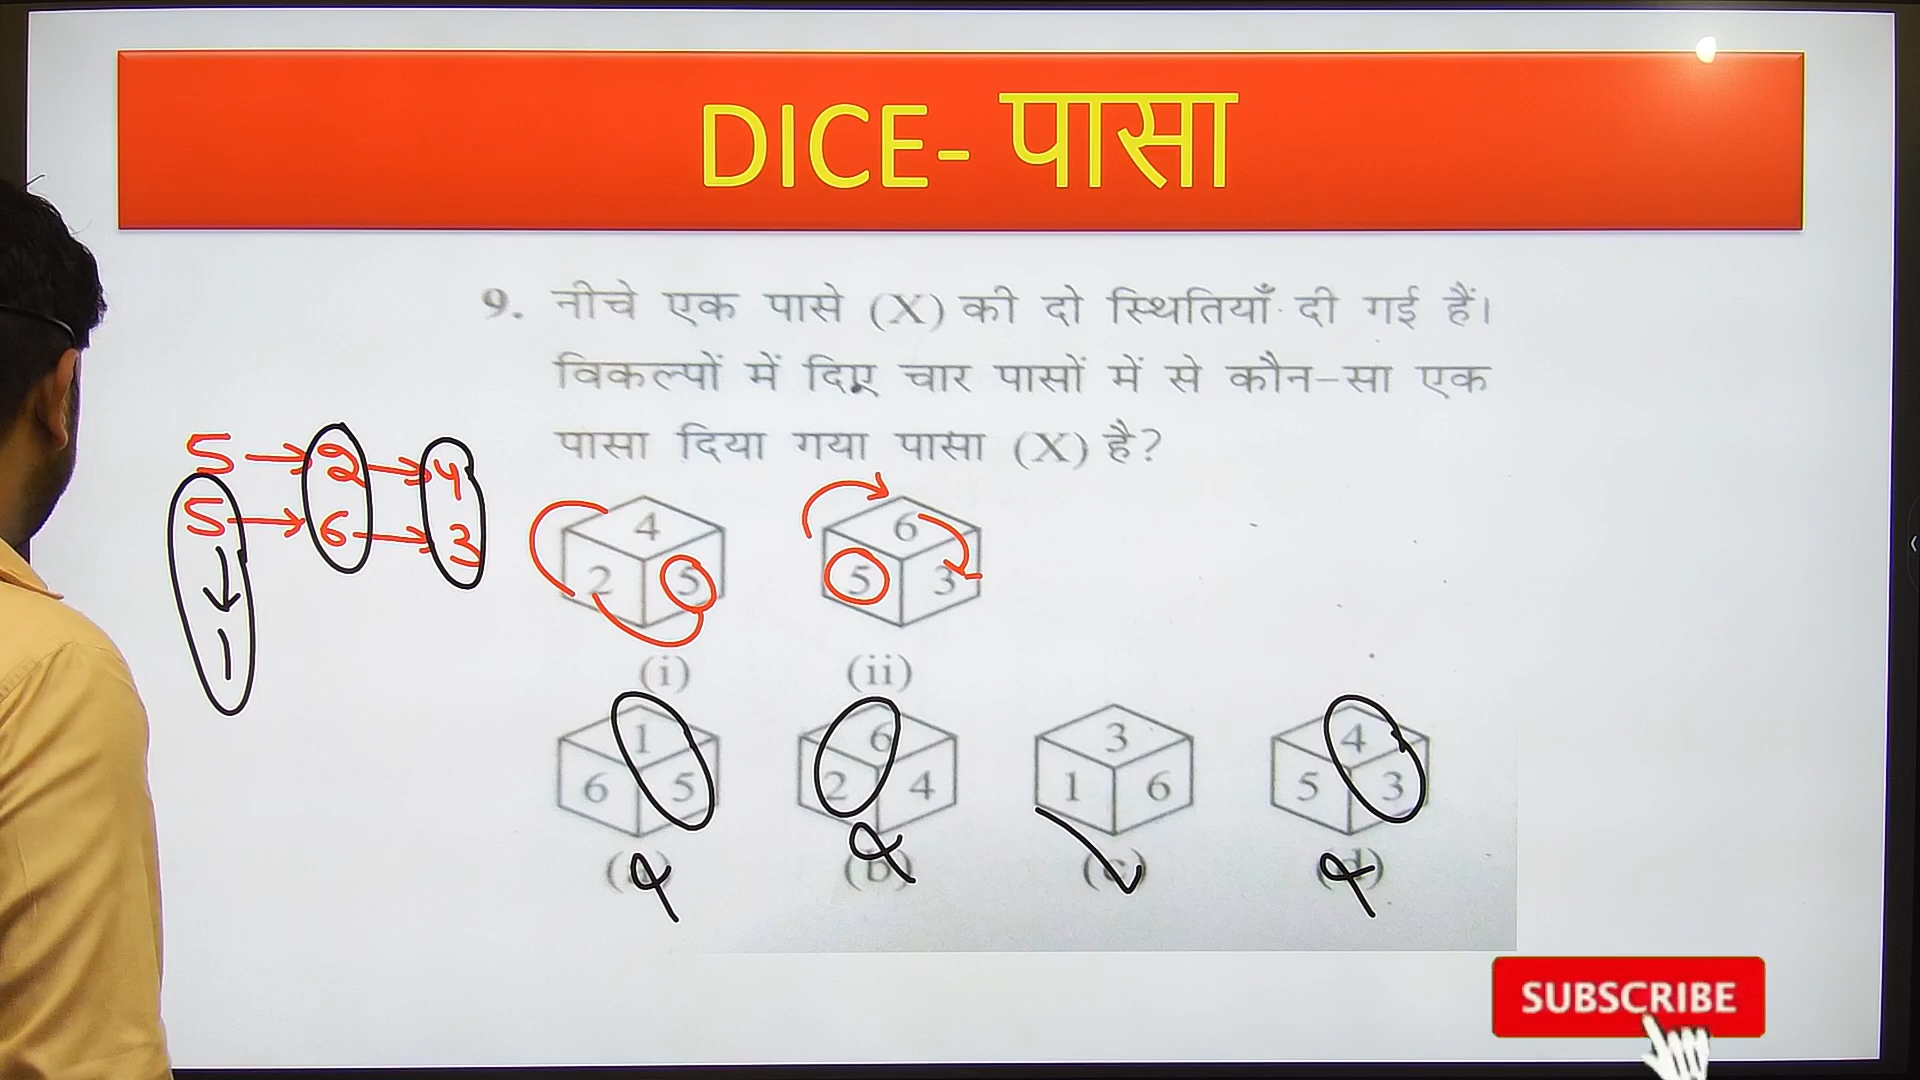 DICE- पासा
9. नीचे एक पासे (X) की दो स्थितियाँ दी गई हैं।
विकल्पों में दिए चार पासों में से कौन-सा एक
पासा दिया गया पासा (X) है?
5 → 2 → 4
5 → 6 → 3
↓
1
4
2 5
6
5 3
(i) (ii)
1
6 5
6
2 4
3
1 6
4
5 3
(b) (c) (d)
SUBSCRIBE